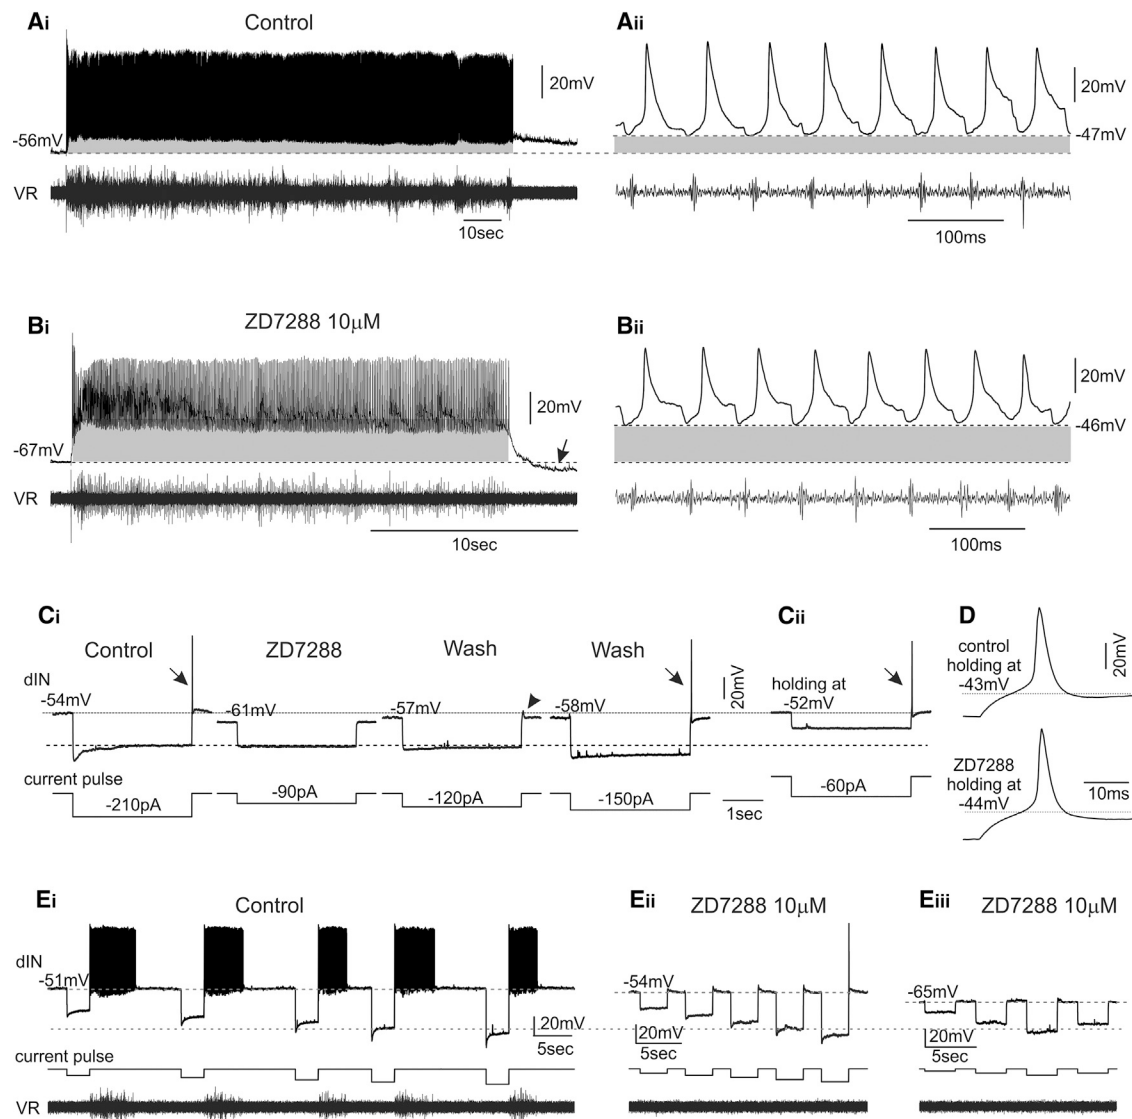 Ai Control
20mV
-56mV
VR
10sec
Aii
20mV
-47mV
100ms
Bi ZD7288 10μM
20mV
-67mV
VR
10sec
Bii
20mV
-46mV
100ms
Ci
Control ZD7288 Wash Wash
dIN
-54mV -61mV -57mV -58mV
20mV
current pulse
-210pA -90pA -120pA -150pA
1sec
Cii
holding at
-52mV
-60pA
D
control
holding at
-43mV
20mV
ZD7288
holding at
-44mV
10ms
Ei Control
dIN
-51mV
20mV
5sec
current pulse
VR
Eii ZD7288 10μM
-54mV
20mV
5sec
Eiii ZD7288 10μM
-65mV
20mV
5sec